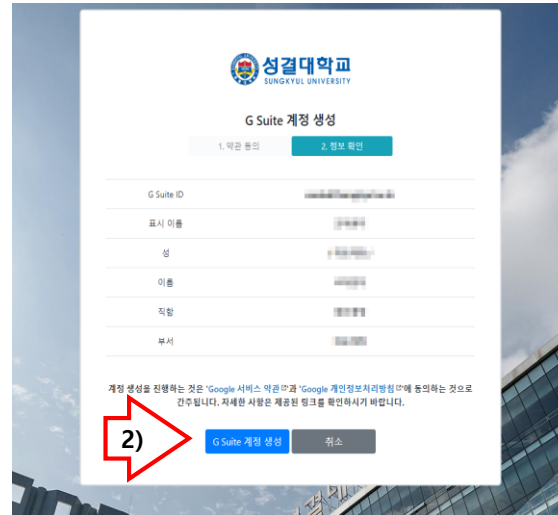 성결대학교
SUNGKYUL UNIVERSITY
G Suite 계정 생성
1. 약관 동의
2. 정보 확인
G Suite ID
표시 이름
성
이름
직함
부서
계정 생성을 진행하는 것은 'Google 서비스 약관'과 'Google 개인정보처리방침'에 동의하는 것으로
간주됩니다. 자세한 사항은 제공된 링크를 확인하시기 바랍니다.
2)
G Suite 계정 생성
취소